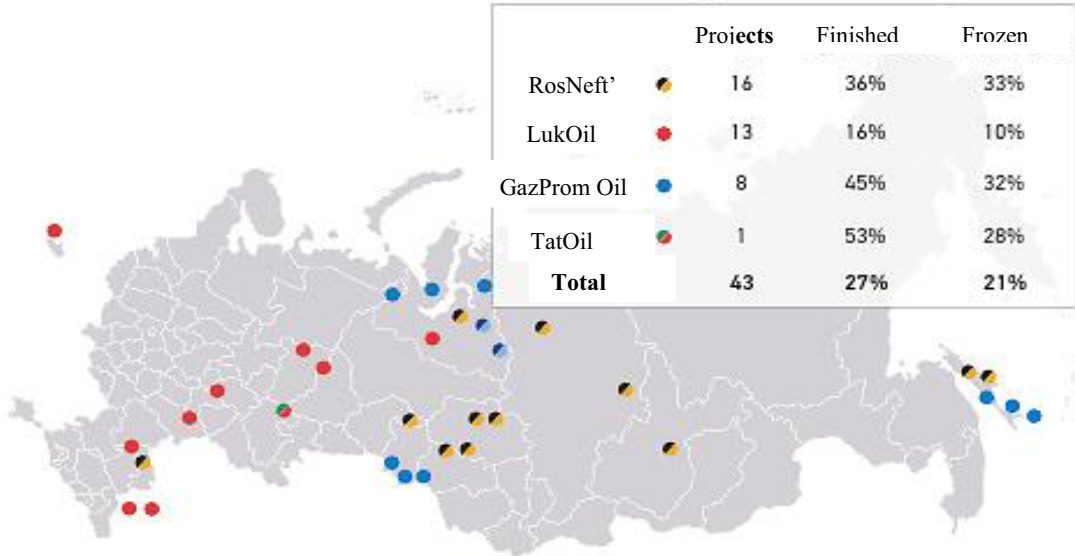 Projects Finished Frozen
RosNeft’ 16 36% 33%
LukOil 13 16% 10%
GazProm Oil 8 45% 32%
TatOil 1 53% 28%
Total 43 27% 21%